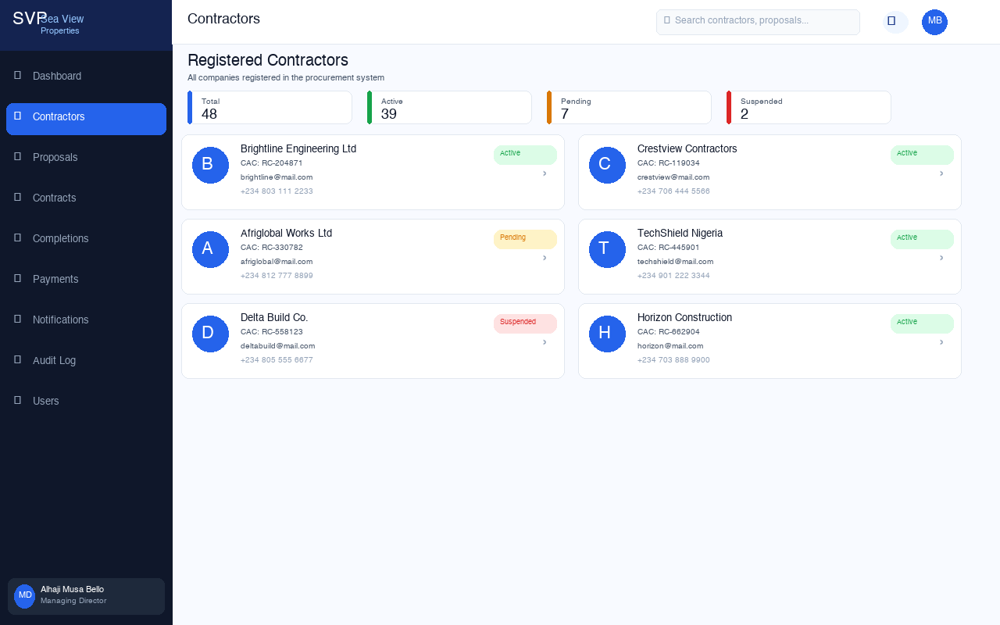 SVP
Sea View
Properties
Contractors
Search contractors, proposals...
MB
Dashboard
Contractors
Proposals
Contracts
Completions
Payments
Notifications
Audit Log
Users
MD
Alhaji Musa Bello
Managing Director
Registered Contractors
All companies registered in the procurement system
Total
48
Active
39
Pending
7
Suspended
2
B
Brightline Engineering Ltd
CAC: RC-204871
brightline@mail.com
+234 803 111 2233
Active
›
C
Crestview Contractors
CAC: RC-119034
crestview@mail.com
+234 706 444 5566
Active
›
A
Afriglobal Works Ltd
CAC: RC-330782
afriglobal@mail.com
+234 812 777 8899
Pending
›
T
TechShield Nigeria
CAC: RC-445901
techshield@mail.com
+234 901 222 3344
Active
›
D
Delta Build Co.
CAC: RC-558123
deltabuild@mail.com
+234 805 555 6677
Suspended
›
H
Horizon Construction
CAC: RC-662904
horizon@mail.com
+234 703 888 9900
Active
›